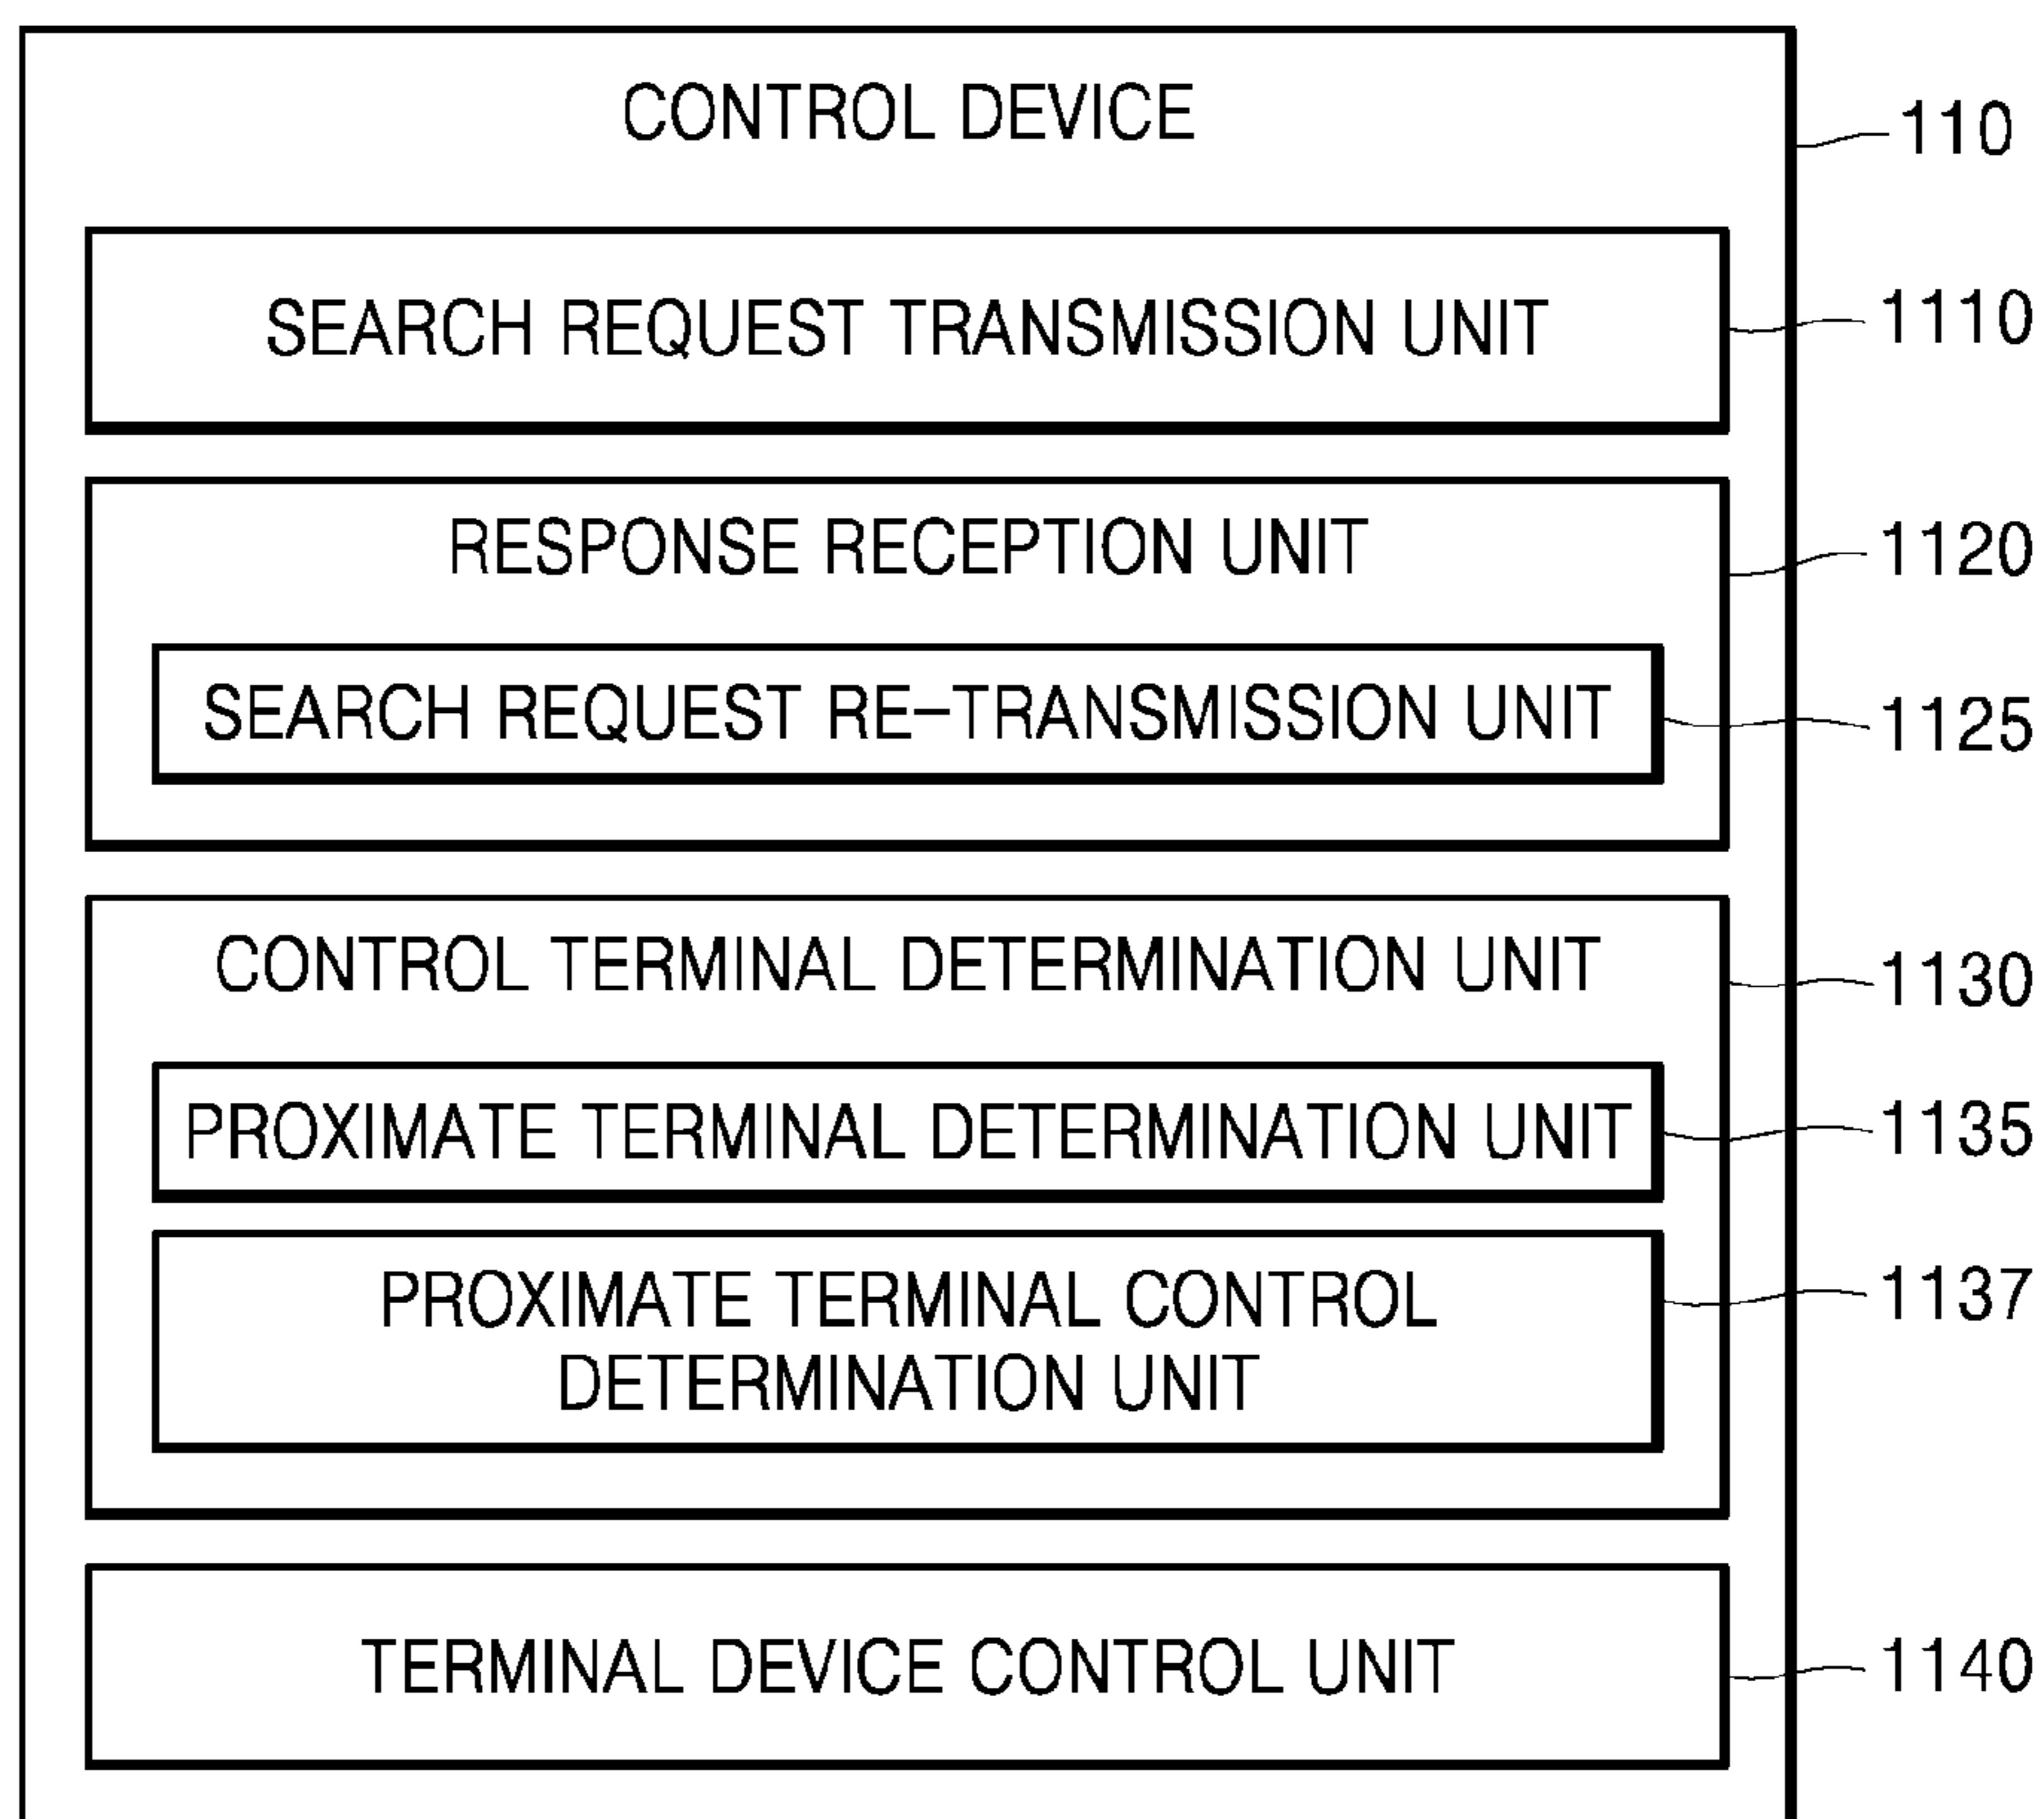 CONTROL DEVICE
110
SEARCH REQUEST TRANSMISSION UNIT
1110
RESPONSE RECEPTION UNIT
1120
SEARCH REQUEST RE-TRANSMISSION UNIT
1125
CONTROL TERMINAL DETERMINATION UNIT
1130
PROXIMATE TERMINAL DETERMINATION UNIT
1135
PROXIMATE TERMINAL CONTROL
DETERMINATION UNIT
1137
TERMINAL DEVICE CONTROL UNIT
1140